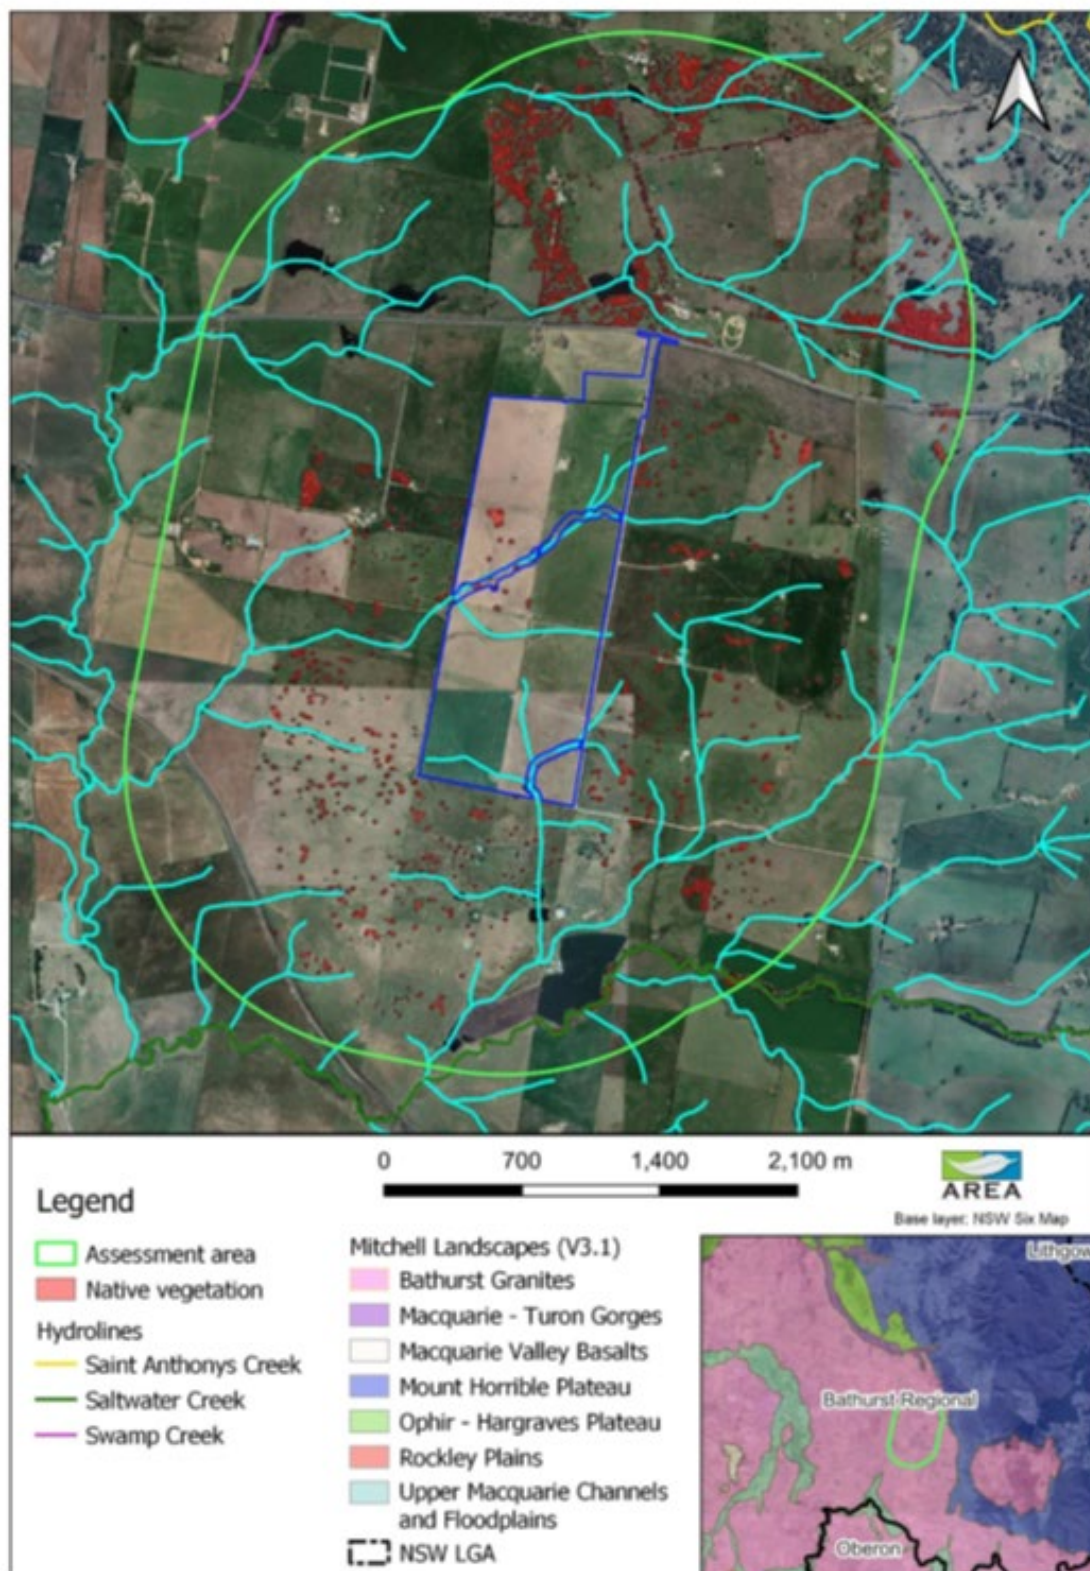 0 700 1,400 2,100 m
AREA
Base layer: NSW Six Map
Legend
Assessment area
Native vegetation
Hydrolines
Saint Anthonys Creek
Saltwater Creek
Swamp Creek
Mitchell Landscapes (V3.1)
Bathurst Granites
Macquarie - Turon Gorges
Macquarie Valley Basalts
Mount Horrible Plateau
Ophir - Hargraves Plateau
Rockley Plains
Upper Macquarie Channels
and Floodplains
NSW LGA
Lithgow
Bathurst Regional
Oberon